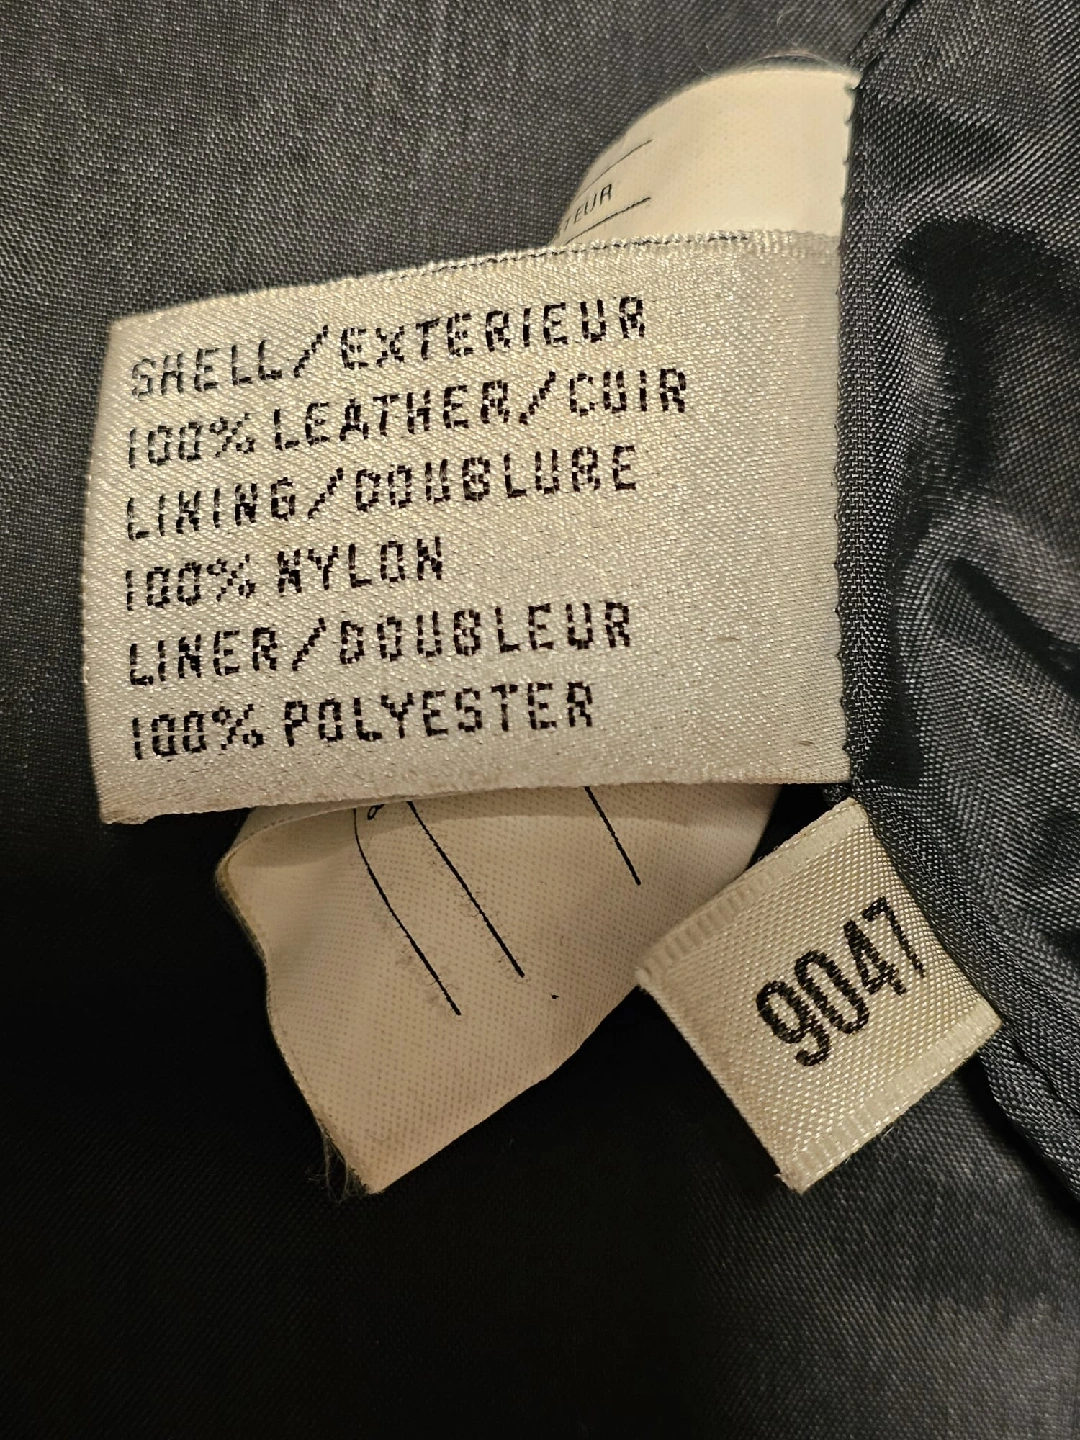 SHELL/EXTERIEUR
100% LEATHER/CUIR
LINING/DOUBLURE
100% NYLON
LINER/DOUBLEUR
100% POLYESTER
9047